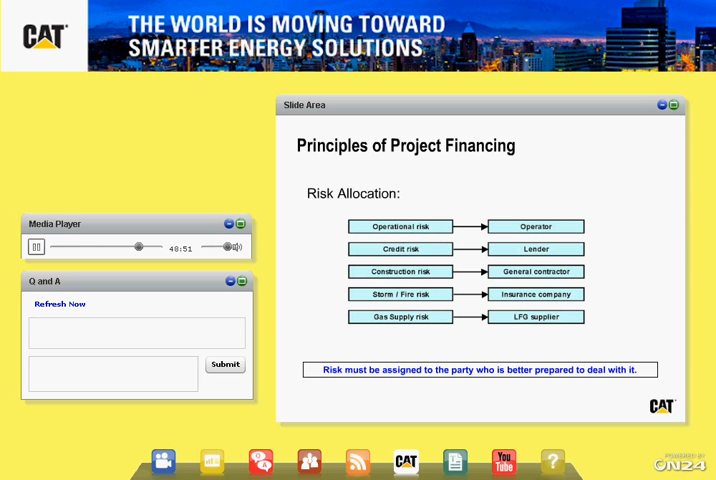 CAT
THE WORLD IS MOVING TOWARD
SMARTER ENERGY SOLUTIONS
Slide Area
Principles of Project Financing
Risk Allocation:
Operational risk Operator
Credit risk Lender
Construction risk General contractor
Storm / Fire risk Insurance company
Gas Supply risk LFG supplier
Risk must be assigned to the party who is better prepared to deal with it.
CAT
Media Player
48:51
Q and A
Refresh Now
Submit
Q A
CAT
You
Tube
?
POWERED BY
ON24